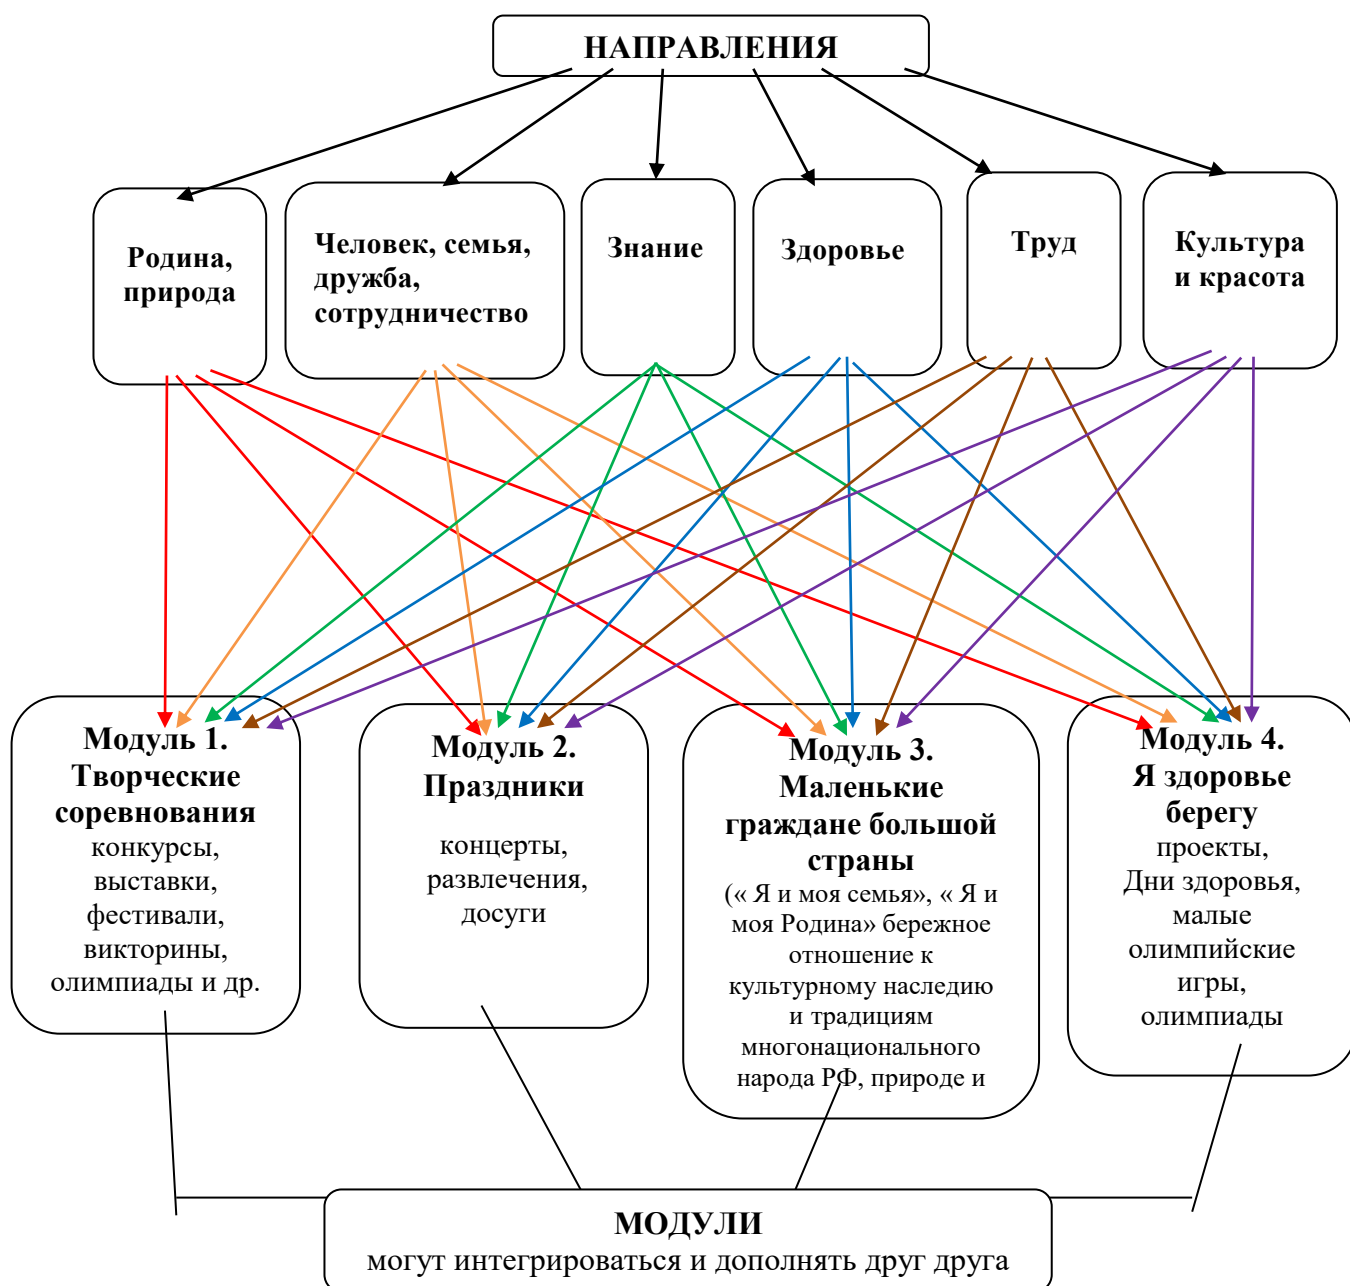 НАПРАВЛЕНИЯ
Родина,
природа
Человек, семья,
дружба,
сотрудничество
Знание
Здоровье
Труд
Культура
и красота
Модуль 1.
Творческие
соревнования
конкурсы,
выставки,
фестивали,
викторины,
олимпиады и др.
Модуль 2.
Праздники
концерты,
развлечения,
досуги
Модуль 3.
Маленькие
граждане большой
страны
(« Я и моя семья», « Я и
моя Родина» бережное
отношение к
культурному наследию
и традициям
многонационального
народа РФ, природе и
Модуль 4.
Я здоровье
берегу
проекты,
Дни здоровья,
малые
олимпийские
игры,
олимпиады
МОДУЛИ
могут интегрироваться и дополнять друг друга